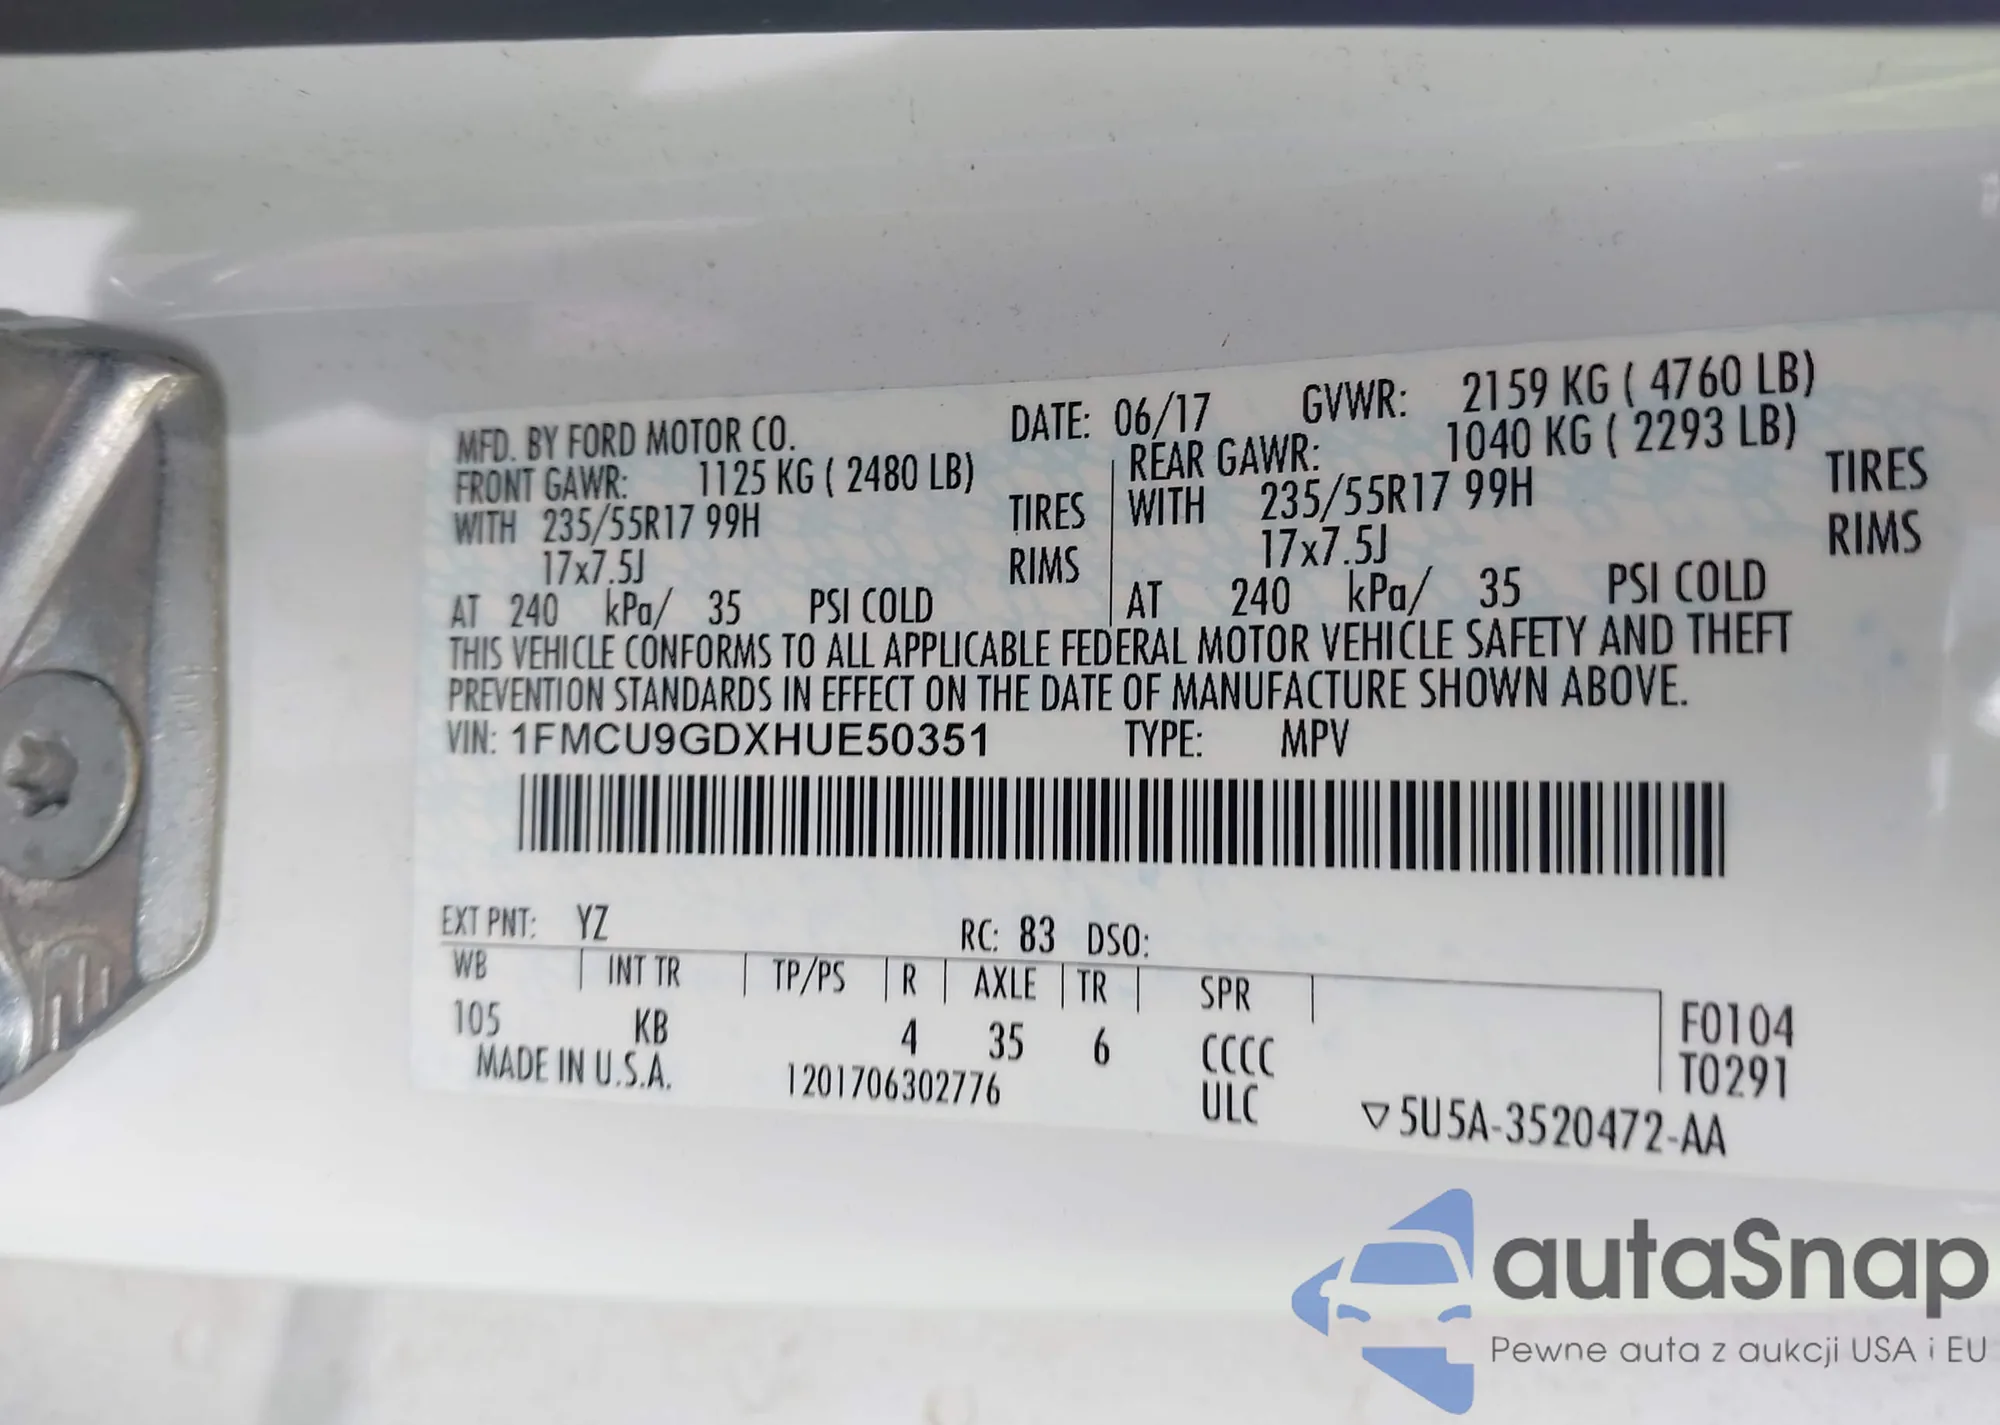 MFD. BY FORD MOTOR CO. DATE: 06/17 GVWR: 2159 KG ( 4760 LB)
FRONT GAWR: 1125 KG ( 2480 LB) REAR GAWR: 1040 KG ( 2293 LB)
WITH 235/55R17 99H TIRES WITH 235/55R17 99H TIRES
17x7.5J RIMS 17x7.5J RIMS
AT 240 kPa/ 35 PSI COLD AT 240 kPa/ 35 PSI COLD
THIS VEHICLE CONFORMS TO ALL APPLICABLE FEDERAL MOTOR VEHICLE SAFETY AND THEFT
PREVENTION STANDARDS IN EFFECT ON THE DATE OF MANUFACTURE SHOWN ABOVE.
VIN: 1FMCU9GDXHUE50351 TYPE: MPV
EXT PNT: YZ RC: 83 DSO:
WB INT TR TP/PS R AXLE TR SPR
105 KB 4 35 6 CCCC F0104
MADE IN U.S.A. 1201706302776 ULC T0291
▽5U5A-3520472-AA
autaSnap
Pewne auta z aukcji USA i EU